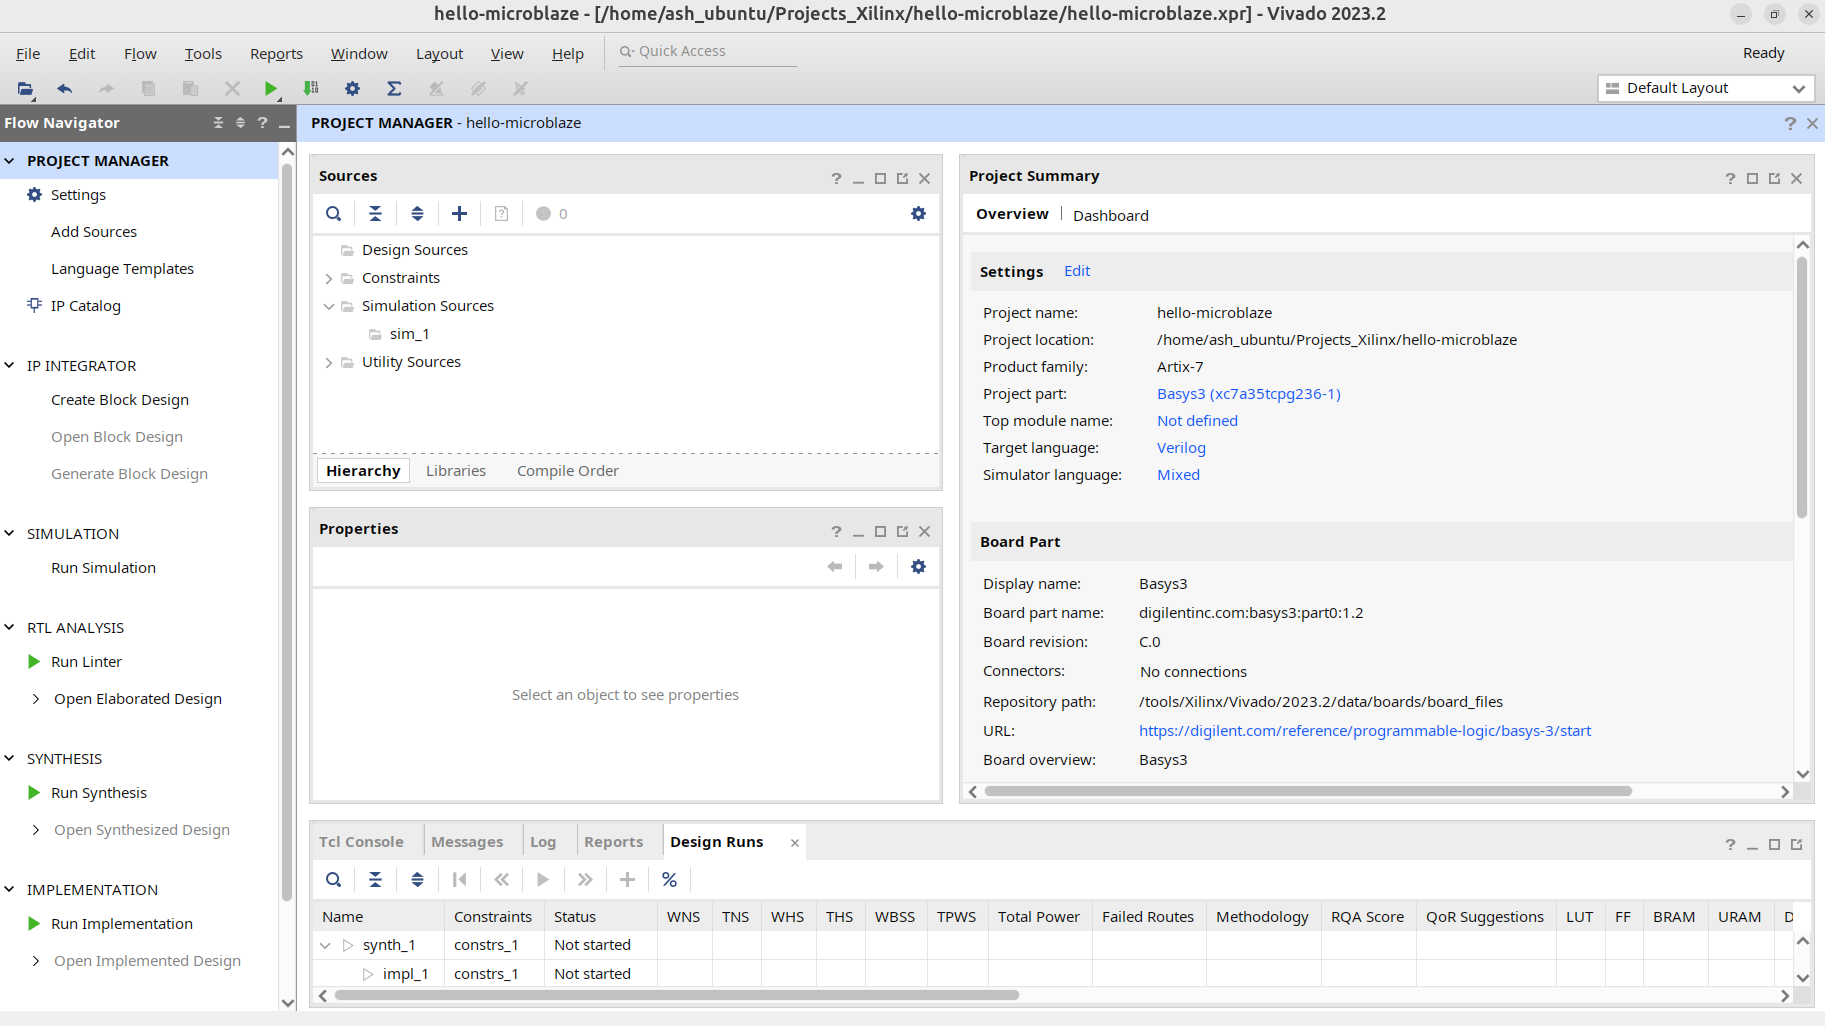 hello-microblaze - [/home/ash_ubuntu/Projects_Xilinx/hello-microblaze/hello-microblaze.xpr] - Vivado 2023.2
File Edit Flow Tools Reports Window Layout View Help Quick Access Ready
Default Layout
Flow Navigator ?
PROJECT MANAGER
Settings
Add Sources
Language Templates
IP Catalog
IP INTEGRATOR
Create Block Design
Open Block Design
Generate Block Design
SIMULATION
Run Simulation
RTL ANALYSIS
Run Linter
Open Elaborated Design
SYNTHESIS
Run Synthesis
Open Synthesized Design
IMPLEMENTATION
Run Implementation
Open Implemented Design
PROJECT MANAGER - hello-microblaze ?
Sources ?
? 0
Design Sources
Constraints
Simulation Sources
sim_1
Utility Sources
Hierarchy Libraries Compile Order
Properties ?
Select an object to see properties
Project Summary ?
Overview | Dashboard
Settings Edit
Project name: hello-microblaze
Project location: /home/ash_ubuntu/Projects_Xilinx/hello-microblaze
Product family: Artix-7
Project part: Basys3 (xc7a35tcpg236-1)
Top module name: Not defined
Target language: Verilog
Simulator language: Mixed
Board Part
Display name: Basys3
Board part name: digilentinc.com:basys3:part0:1.2
Board revision: C.0
Connectors: No connections
Repository path: /tools/Xilinx/Vivado/2023.2/data/boards/board_files
URL: https://digilent.com/reference/programmable-logic/basys-3/start
Board overview: Basys3
Tcl Console Messages Log Reports Design Runs ?
%
Name Constraints Status WNS TNS WHS THS WBSS TPWS Total Power Failed Routes Methodology RQA Score QoR Suggestions LUT FF BRAM URAM D
synth_1 constrs_1 Not started
impl_1 constrs_1 Not started